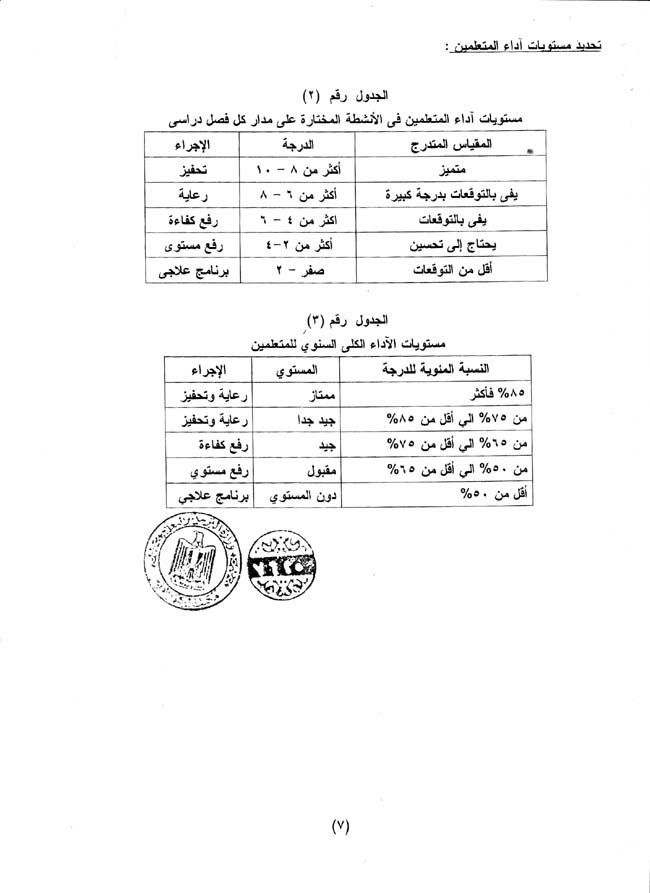 تحديد مستويات آداء المتعلمين :
الجدول رقم (٢)
مستويات آداء المتعلمين فى الأنشطة المختارة على مدار كل فصل دراسى
المقياس المتدرج الدرجة الإجراء
متميز أكثر من ٨ – ١٠ تحفيز
يفى بالتوقعات بدرجة كبيرة أكثر من ٦ – ٨ رعاية
يفى بالتوقعات اكثر من ٤ – ٦ رفع كفاءة
يحتاج إلى تحسين أكثر من ٢-٤ رفع مستوى
أقل من التوقعات صفر – ٢ برنامج علاجى
الجدول رقم (٣)
مستويات الأداء الكلى السنوي للمتعلمين
النسبة المئوية للدرجة المستوي الإجراء
٨٥% فأكثر ممتاز رعاية وتحفيز
من ٧٥% الي أقل من ٨٥% جيد جدا رعاية وتحفيز
من ٦٥% الي أقل من ٧٥% جيد رفع كفاءة
من ٥٠% الي أقل من ٦٥% مقبول رفع مستوي
أقل من ٥٠% دون المستوي برنامج علاجي
(٧)